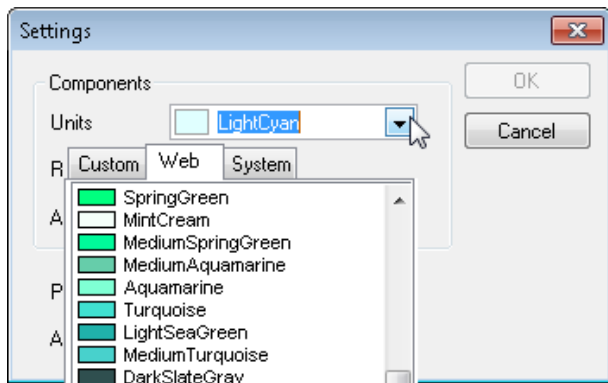 Settings
Components
OK
Units LightCyan
Cancel
R
Custom Web System
SpringGreen
A
MintCream
MediumSpringGreen
MediumAquamarine
P
Aquamarine
Turquoise
A
LightSeaGreen
MediumTurquoise
DarkSlateGray